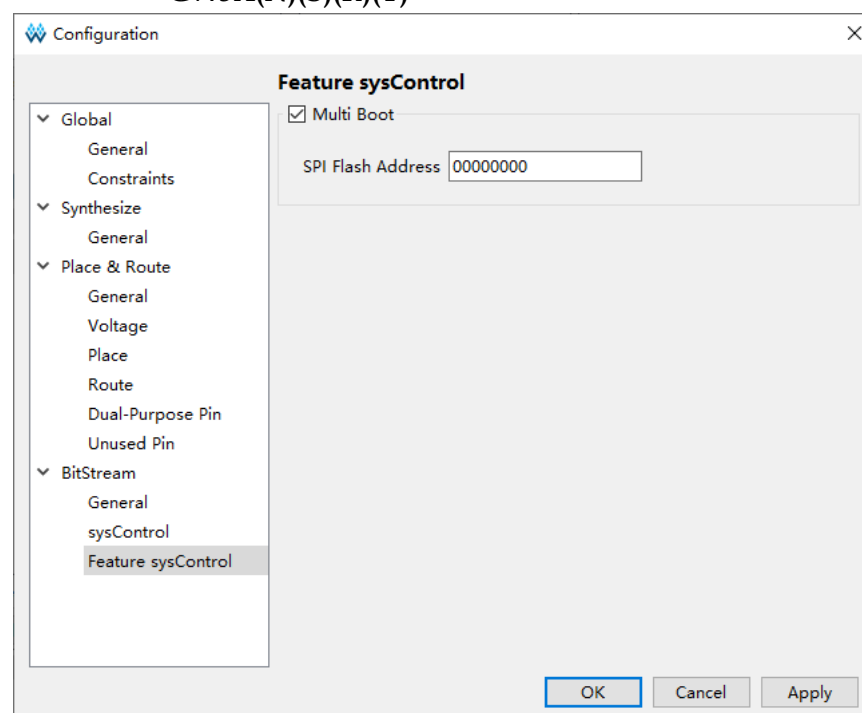 Configuration
Feature sysControl
Global
General
Constraints
Synthesize
General
Place & Route
General
Voltage
Place
Route
Dual-Purpose Pin
Unused Pin
BitStream
General
sysControl
Feature sysControl
Multi Boot
SPI Flash Address 00000000
OK Cancel Apply